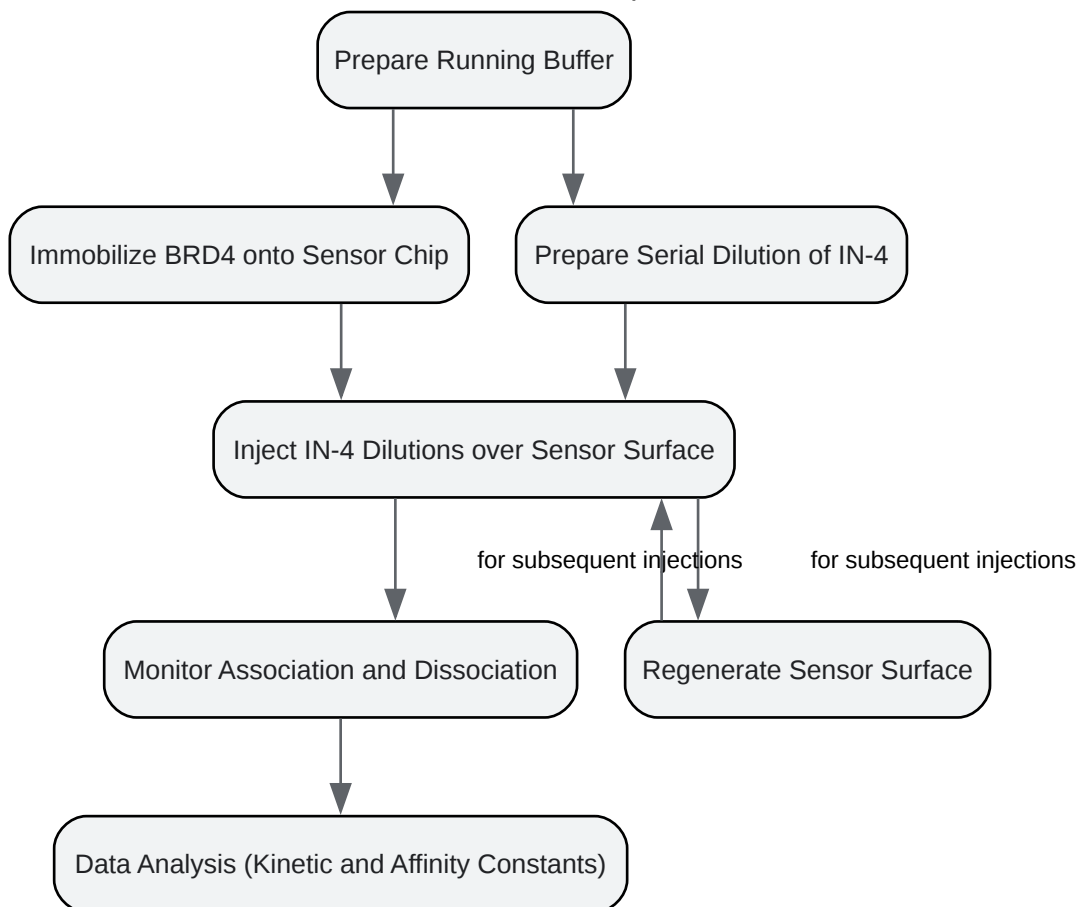 Prepare Running Buffer
Immobilize BRD4 onto Sensor Chip
Prepare Serial Dilution of IN-4
Inject IN-4 Dilutions over Sensor Surface
for subsequent injections
for subsequent injections
Monitor Association and Dissociation
Regenerate Sensor Surface
Data Analysis (Kinetic and Affinity Constants)